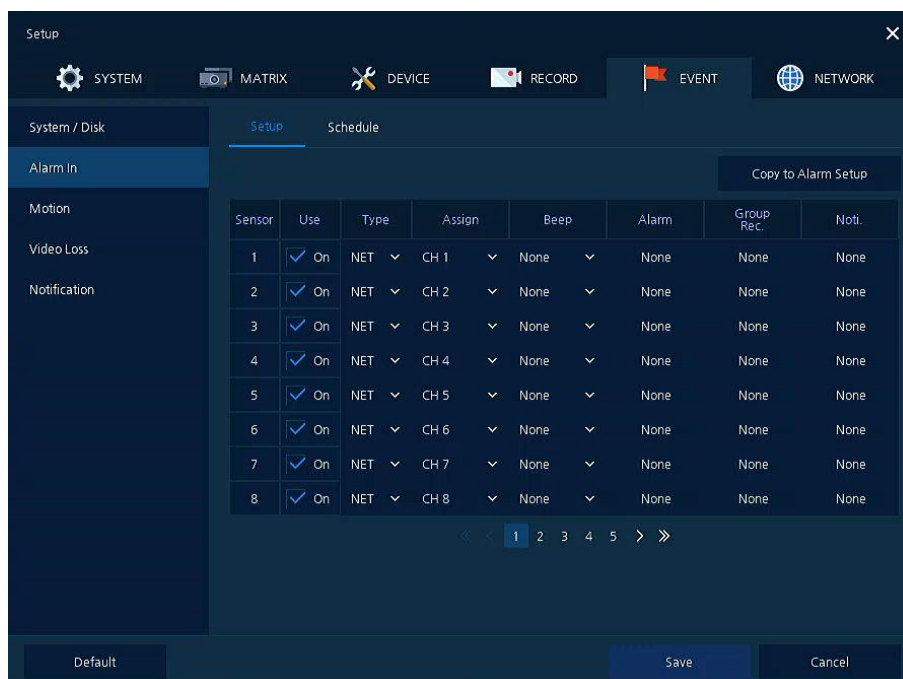 Setup
SYSTEM MATRIX DEVICE RECORD EVENT NETWORK
System / Disk
Alarm In
Motion
Video Loss
Notification
Setup Schedule
Copy to Alarm Setup
Sensor Use Type Assign Beep Alarm Group Rec. Noti.
1 On NET CH 1 None None None None
2 On NET CH 2 None None None None
3 On NET CH 3 None None None None
4 On NET CH 4 None None None None
5 On NET CH 5 None None None None
6 On NET CH 6 None None None None
7 On NET CH 7 None None None None
8 On NET CH 8 None None None None
1 2 3 4 5
Default Save Cancel